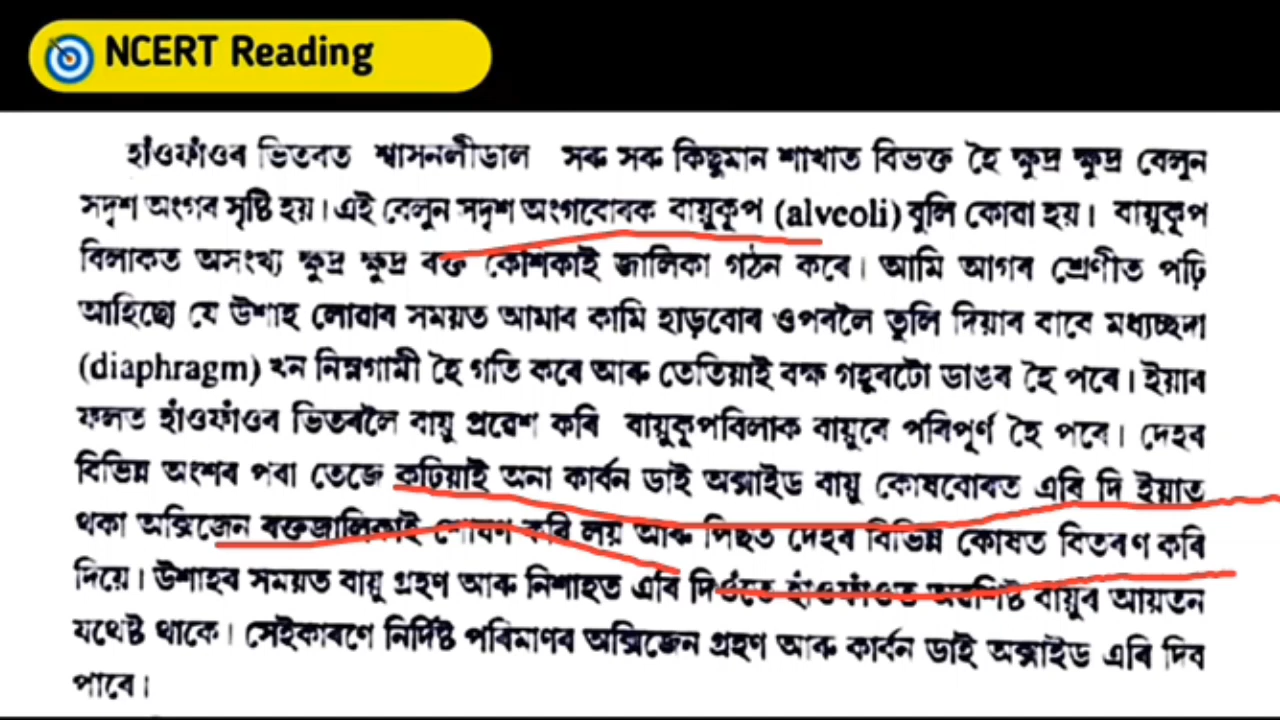 NCERT Reading
হাঁওফাঁওৰ ভিতৰত শ্বাসনলীডাল সৰু সৰু কিছুমান শাখাত বিভক্ত হৈ ক্ষুদ্ৰ ক্ষুদ্ৰ বেলুন
সদৃশ অংগৰ সৃষ্টি হয়। এই বেলুন সদৃশ অংগবোৰক বায়ুকূপ (alveoli) বুলি কোৱা হয়। বায়ুকূপ
বিলাকত অসংখ্য ক্ষুদ্ৰ ক্ষুদ্ৰ ৰক্ত কৌশিকাই জালিকা গঠন কৰে। আমি আগৰ শ্ৰেণীত পঢ়ি
আহিছো যে উশাহ লোৱাৰ সময়ত আমাৰ কামি হাড়বোৰ ওপৰলৈ তুলি দিয়াৰ বাবে মধ্যচ্ছদা
(diaphragm) খন নিম্নগামী হৈ গতি কৰে আৰু তেতিয়াই বক্ষ গহ্বৰটো ডাঙৰ হৈ পৰে। ইয়াৰ
ফলত হাঁওফাঁওৰ ভিতৰলৈ বায়ু প্ৰৱেশ কৰি বায়ুকূপবিলাক বায়ুৰে পৰিপূৰ্ণ হৈ পৰে। দেহৰ
বিভিন্ন অংশৰ পৰা তেজে কঢ়িয়াই অনা কাৰ্বন ডাই অক্সাইড বায়ু কোষবোৰত এৰি দি ইয়াত
থকা অক্সিজেন ৰক্তজালিকাই শোষণ কৰি লয় আৰু পিছত দেহৰ বিভিন্ন কোষত বিতৰণ কৰি
দিয়ে। উশাহৰ সময়ত বায়ু গ্ৰহণ আৰু নিশাহত এৰি দিওঁতে হাঁওফাঁওত অৱশিষ্ট বায়ুৰ আয়তন
যথেষ্ট থাকে। সেইকাৰণে নিৰ্দিষ্ট পৰিমাণৰ অক্সিজেন গ্ৰহণ আৰু কাৰ্বন ডাই অক্সাইড এৰি দিব
পাৰে।